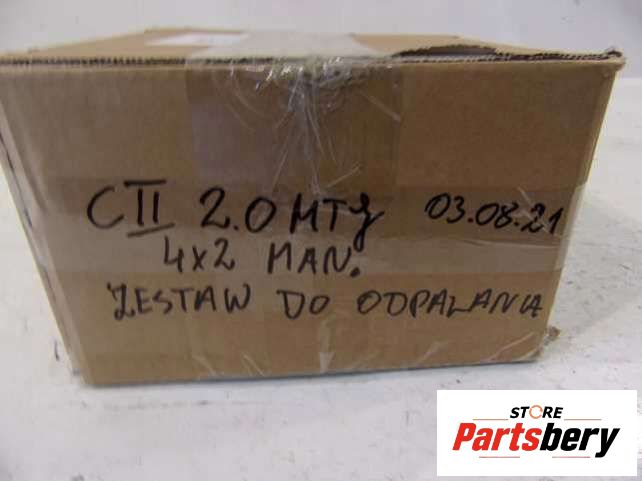 CII 2.0 MTJ 03.08.21
4x2 MAN.
ZESTAW DO ODPALANIA
STORE
Partsbery